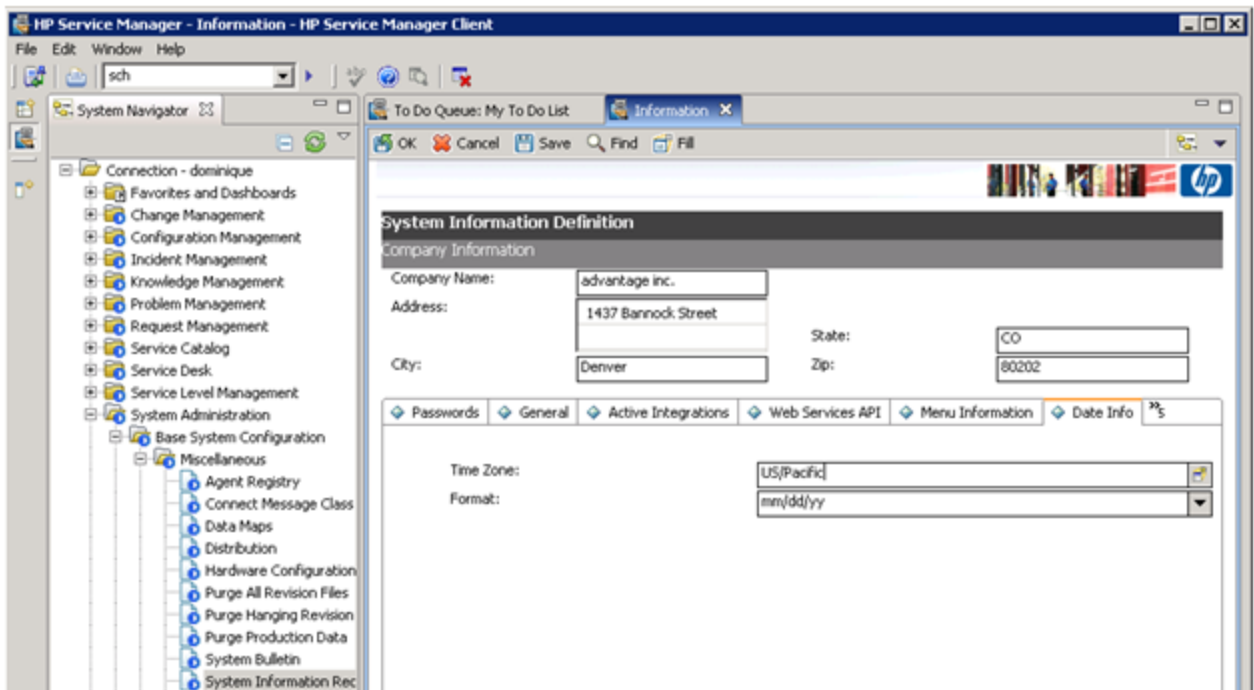 HP Service Manager - Information - HP Service Manager Client
File Edit Window Help
sch
System Navigator
To Do Queue: My To Do List
Information
OK Cancel Save Find Fill
Connection - dominique
Favorites and Dashboards
Change Management
Configuration Management
Incident Management
Knowledge Management
Problem Management
Request Management
Service Catalog
Service Desk
Service Level Management
System Administration
Base System Configuration
Miscellaneous
Agent Registry
Connect Message Class
Data Maps
Distribution
Hardware Configuration
Purge All Revision Files
Purge Hanging Revision
Purge Production Data
System Bulletin
System Information Rec
hp
System Information Definition
Company Information
Company Name: advantage inc.
Address: 1437 Bannock Street
State: CO
City: Denver
Zip: 80202
Passwords General Active Integrations Web Services API Menu Information Date Info »5
Time Zone: US/Pacific
Format: mm/dd/yy